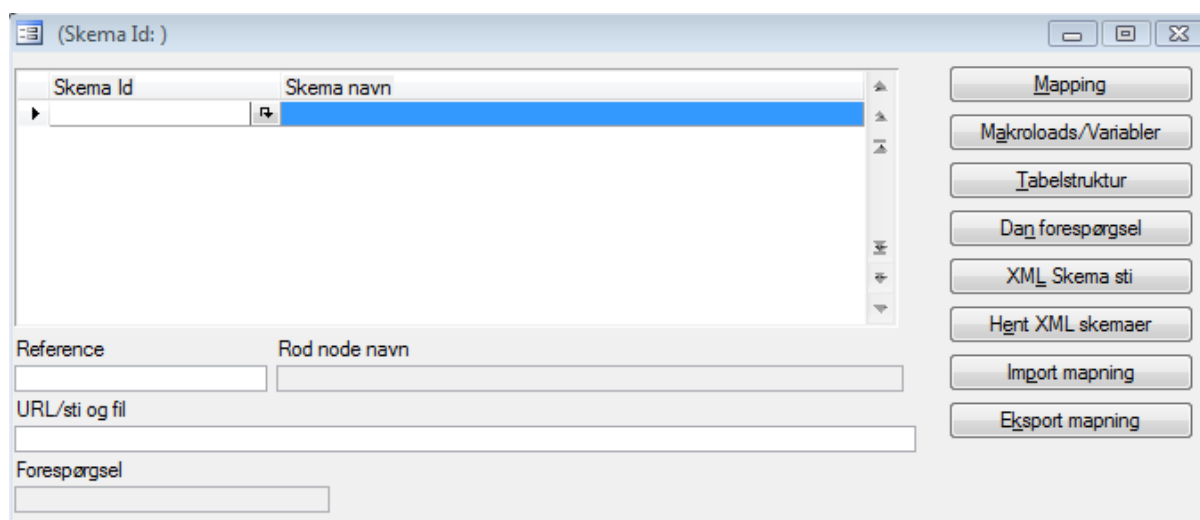 (Skema Id: )
Skema Id Skema navn
Reference Rod node navn
URL/sti og fil
Forespørgsel
Mapping
Makroloads/Variabler
Tabelstruktur
Dan forespørgsel
XML Skema sti
Hent XML skemaer
Import mapning
Eksport mapning